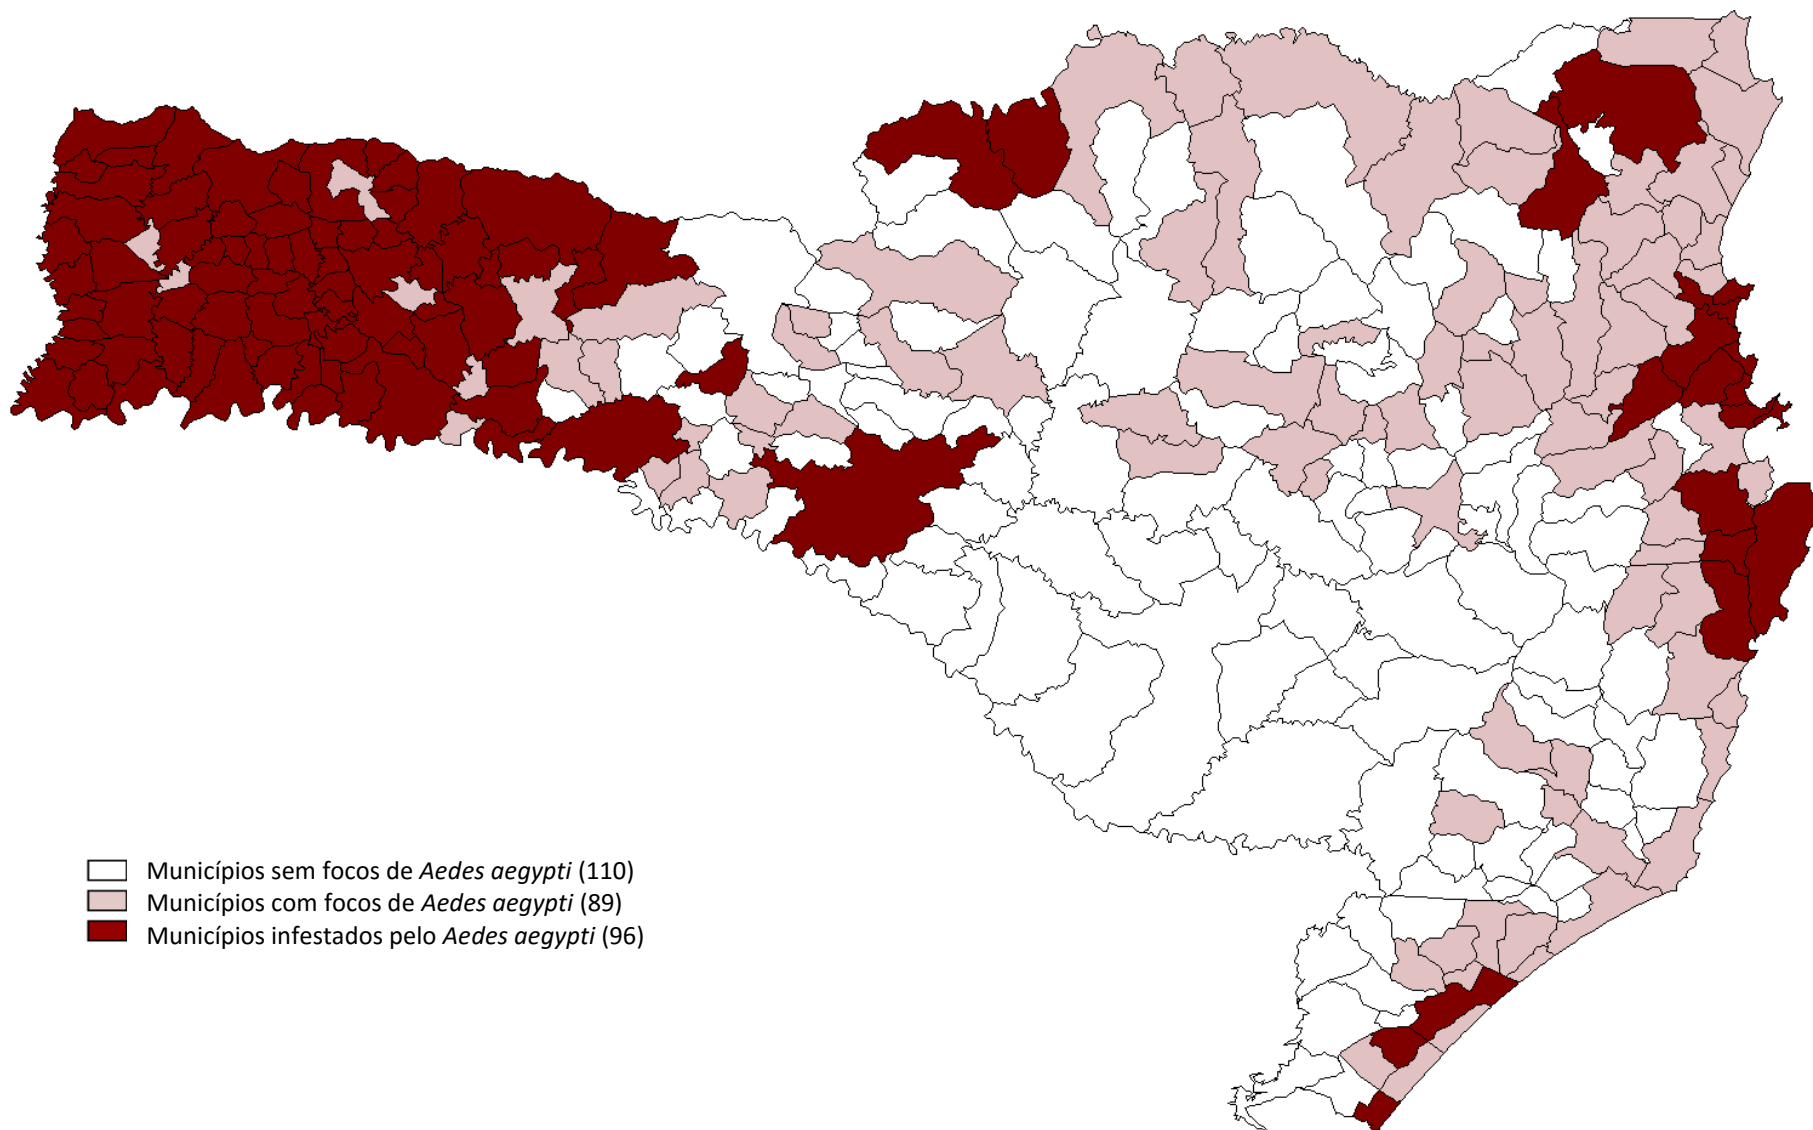 Municípios sem focos de Aedes aegypti (110)
Municípios com focos de Aedes aegypti (89)
Municípios infestados pelo Aedes aegypti (96)